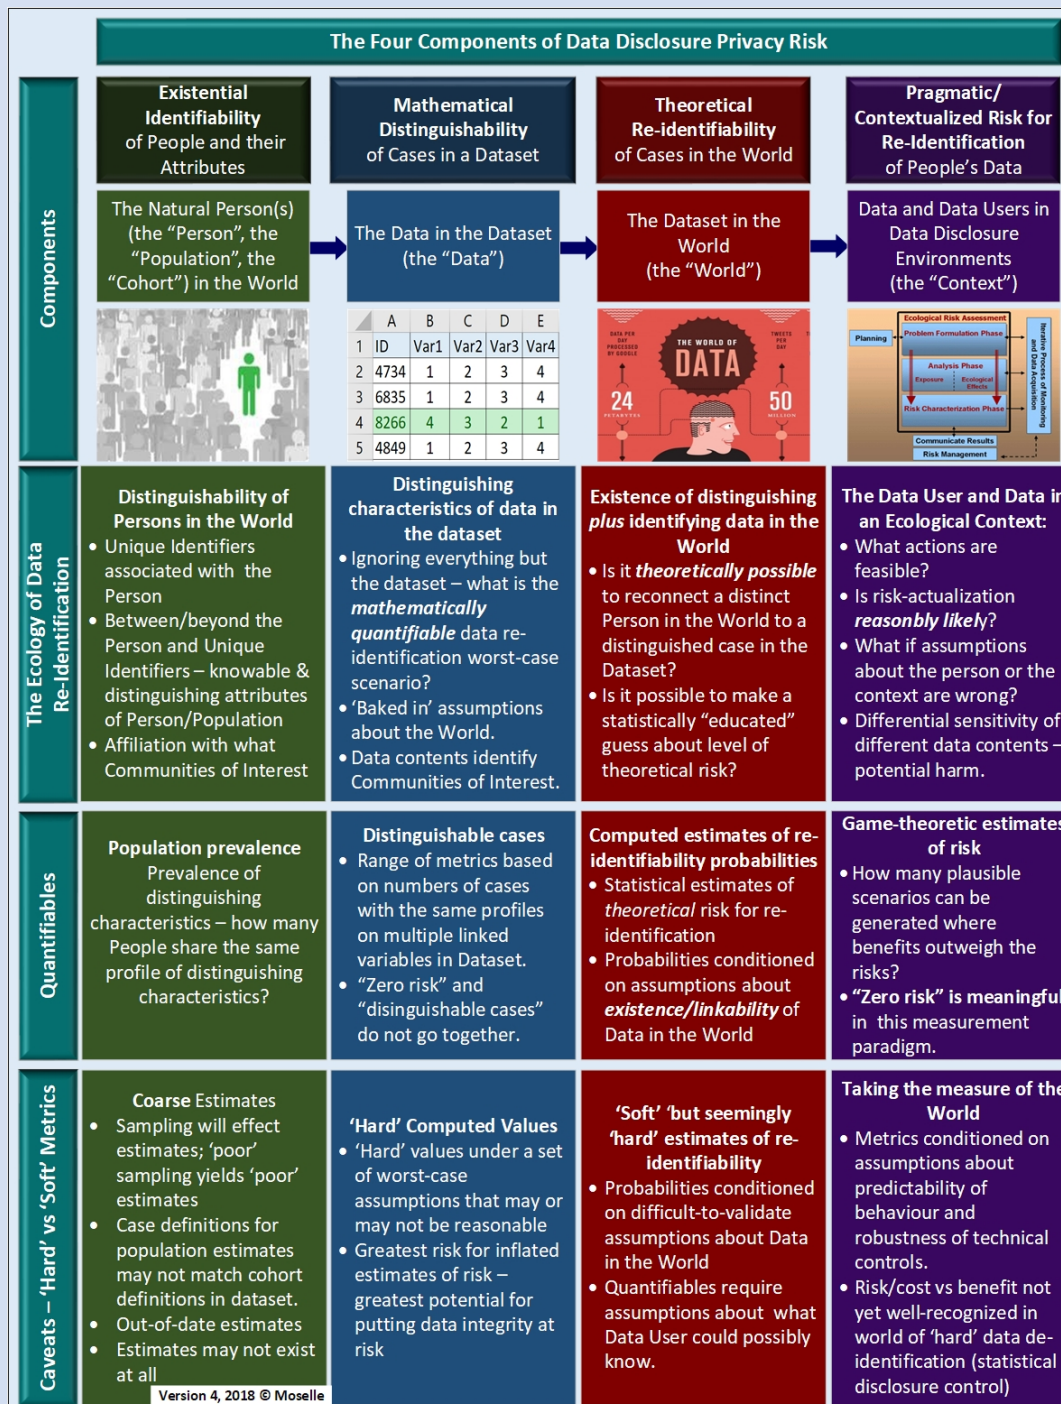 The Four Components of Data Disclosure Privacy Risk
Components
Existential
Identifiability
of People and their
Attributes
Mathematical
Distinguishability
of Cases in a Dataset
Theoretical
Re-identifiability
of Cases in the World
Pragmatic/
Contextualized Risk for
Re-Identification
of People's Data
The Natural Person(s)
(the “Person”, the
“Population”, the
“Cohort”) in the World
The Data in the Dataset
(the “Data”)
The Dataset in the
World
(the “World”)
Data and Data Users in
Data Disclosure
Environments
(the “Context”)
A B C D E
1 ID Var1 Var2 Var3 Var4
2 4734 1 2 3 4
3 6835 1 2 3 4
4 8266 4 3 2 1
5 4849 1 2 3 4
DATA PER
DAY
PROCESSED
BY GOOGLE
THE WORLD OF
DATA
TWEETS
PER
DAY
24
PETABYTES
50
MILLION
Ecological Risk Assessment
Planning
Problem Formulation Phase
Analysis Phase
Exposure
Ecological
Effects
Risk Characterization Phase
Communicate Results
Risk Management
Iterative Process of Monitoring
and Data Acquisition
The Ecology of Data
Re-Identification
Distinguishability of
Persons in the World
• Unique Identifiers
associated with the
Person
• Between/beyond the
Person and Unique
Identifiers – knowable &
distinguishing attributes
of Person/Population
• Affiliation with what
Communities of Interest
Distinguishing
characteristics of data in
the dataset
• Ignoring everything but
the dataset – what is the
mathematically
quantifiable data re-
identification worst-case
scenario?
• ‘Baked in’ assumptions
about the World.
• Data contents identify
Communities of Interest.
Existence of distinguishing
plus identifying data in the
World
• Is it theoretically possible
to reconnect a distinct
Person in the World to a
distinguished case in the
Dataset?
• Is it possible to make a
statistically “educated”
guess about level of
theoretical risk?
The Data User and Data in
an Ecological Context:
• What actions are
feasible?
• Is risk-actualization
reasonbly likely?
• What if assumptions
about the person or the
context are wrong?
• Differential sensitivity of
different data contents –
potential harm.
Quantifiables
Population prevalence
Prevalence of
distinguishing
characteristics – how many
People share the same
profile of distinguishing
characteristics?
Distinguishable cases
• Range of metrics based
on numbers of cases
with the same profiles
on multiple linked
variables in Dataset.
• “Zero risk” and
“disinguishable cases”
do not go together.
Computed estimates of re-
identifiability probabilities
• Statistical estimates of
theoretical risk for re-
identification
• Probabilities conditioned
on assumptions about
existence/linkability of
Data in the World
Game-theoretic estimates
of risk
• How many plausible
scenarios can be
generated where
benefits outweigh the
risks?
• “Zero risk” is meaningful
in this measurement
paradigm.
Caveats – ‘Hard’ vs ‘Soft’ Metrics
Coarse Estimates
• Sampling will effect
estimates; ‘poor’
sampling yields ‘poor’
estimates
• Case definitions for
population estimates
may not match cohort
definitions in dataset.
• Out-of-date estimates
• Estimates may not exist
at all
‘Hard’ Computed Values
• ‘Hard’ values under a set
of worst-case
assumptions that may or
may not be reasonable
• Greatest risk for inflated
estimates of risk –
greatest potential for
putting data integrity at
risk
‘Soft’ ‘but seemingly
‘hard’ estimates of re-
identifiability
• Probabilities conditioned
on difficult-to-validate
assumptions about Data
in the World
• Quantifiables require
assumptions about what
Data User could possibly
know.
Taking the measure of the
World
• Metrics conditioned on
assumptions about
predictability of
behaviour and
robustness of technical
controls.
• Risk/cost vs benefit not
yet well-recognized in
world of ‘hard’ data de-
identification (statistical
disclosure control)
Version 4, 2018 © Moselle